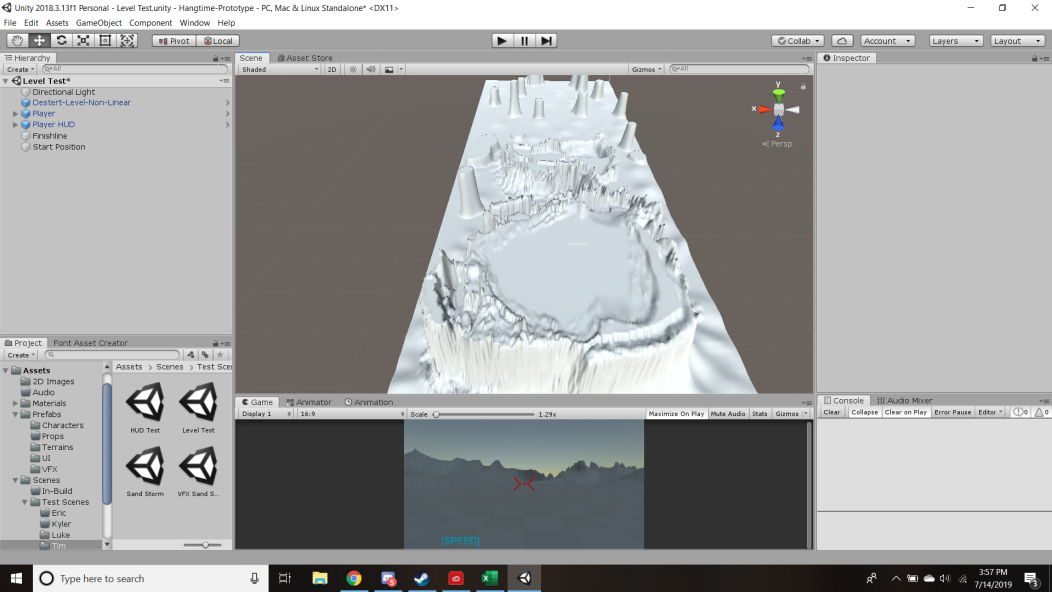 Unity 2018.3.13f1 Personal - Level Test.unity - Hangtime-Prototype - PC, Mac & Linux Standalone* <DX11>
File Edit Assets GameObject Component Window Help
Pivot Local Collab Account Layers Layout
Hierarchy
Create All
Level Test*
Directional Light
Destert-Level-Non-Linear
Player
Player HUD
Finishline
Start Position
Scene Asset Store
Shaded 2D Gizmos All
y
x
z
Persp
Inspector
Project Font Asset Creator
Create
Assets
2D Images
Audio
Materials
Prefabs
Characters
Props
Terrains
UI
VFX
Scenes
In-Build
Test Scenes
Eric
Kyler
Luke
Tim
Assets > Scenes > Test Scen
HUD Test Level Test
Sand Storm VFX Sand S...
Game Animator Animation
Display 1 16:9 Scale 1.29x Maximize On Play Mute Audio Stats Gizmos
[SPEED]
Console Audio Mixer
Clear Collapse Clear on Play Error Pause Editor 0 0
Type here to search
3:57 PM
7/14/2019
3